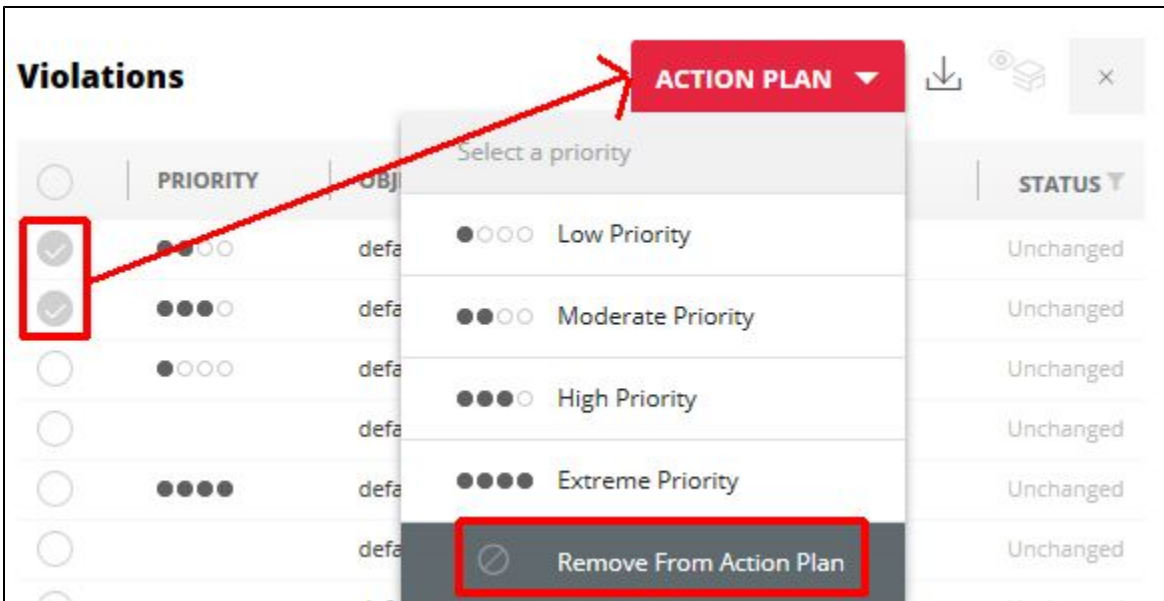 Violations
ACTION PLAN
Select a priority
PRIORITY
STATUS
Low Priority
defa
Unchanged
Moderate Priority
defa
Unchanged
defa
Unchanged
High Priority
defa
Unchanged
Extreme Priority
defa
Unchanged
Remove From Action Plan
defa
Unchanged